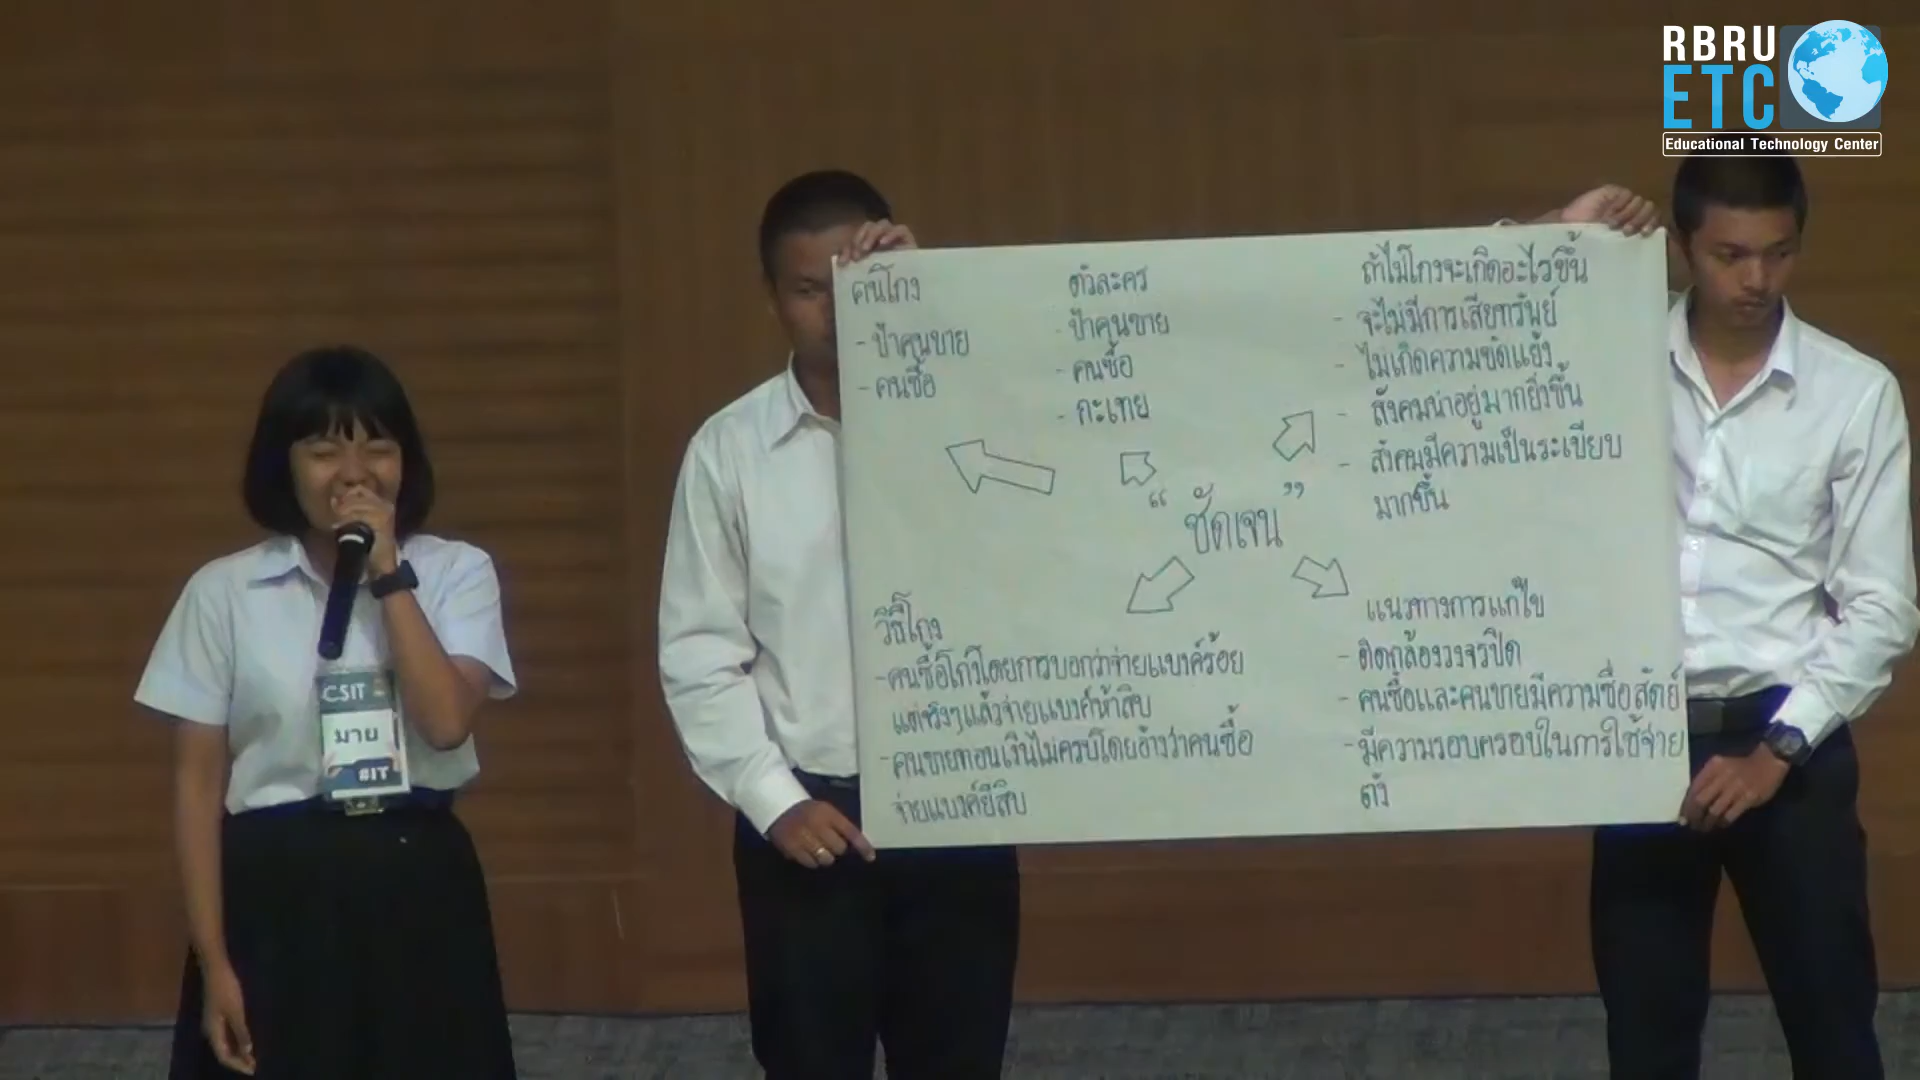 RBRU
ETC
Educational Technology Center
คนโกง
- ป้าคนขาย
- คนซื้อ
ตัวละคร
- ป้าคนขาย
- คนซื้อ
- กะเทย
ถ้าไม่โกงจะเกิดอะไรขึ้น
- จะไม่มีการเสียทรัพย์
- ไม่เกิดความขัดแย้ง
- สังคมน่าอยู่มากยิ่งขึ้น
- สังคมมีความเป็นระเบียบ
มากขึ้น
“ชัดเจน”
วิธีโกง
- คนซื้อโกงโดยการบอกว่าจ่ายแบงค์ร้อย
แต่จริงๆแล้วจ่ายแบงค์ห้าสิบ
- คนขายทอนเงินไม่ครบโดยอ้างว่าคนซื้อ
จ่ายแบงค์ยี่สิบ
แนวทางการแก้ไข
- ติดกล้องวงจรปิด
- คนซื้อและคนขายมีความซื่อสัตย์
- มีความรอบครอบในการใช้จ่าย
ตัง
CSIT
มาย
#IT